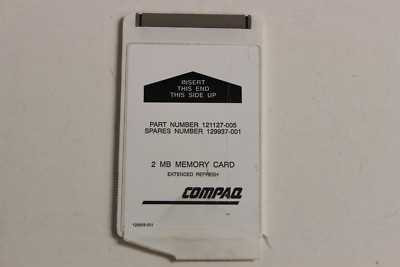 INSERT
THIS END
THIS SIDE UP
PART NUMBER 121127-005
SPARES NUMBER 129937-001
2 MB MEMORY CARD
EXTENDED REFRESH
COMPAQ